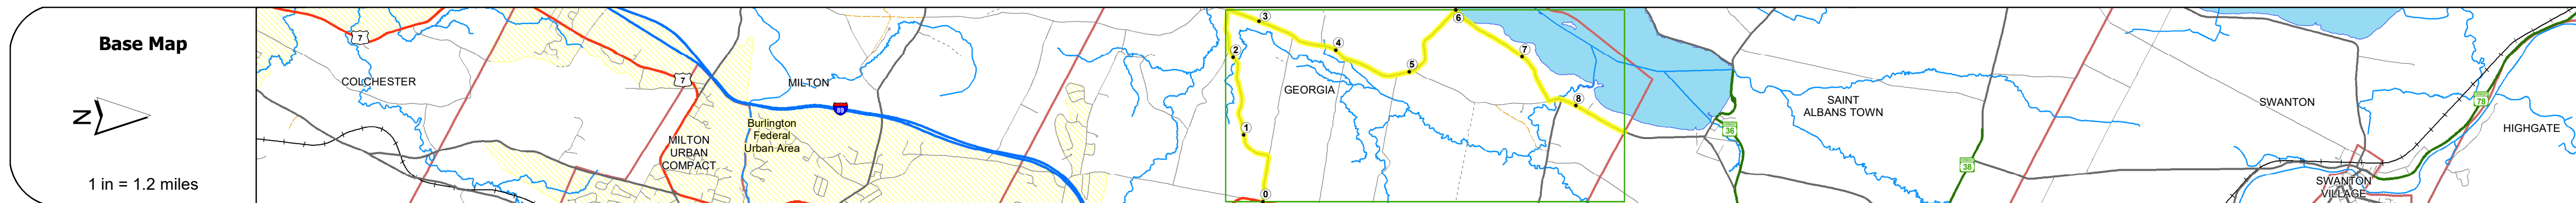 Base Map
N
1 in = 1.2 miles
7
COLCHESTER
7
MILTON
89
Burlington
Federal
Urban Area
MILTON
URBAN
COMPACT
3
2
1
0
4
5
6
7
8
GEORGIA
36
SAINT
ALBANS TOWN
38
SWANTON
78
HIGHGATE
SWANTON
VILLAGE